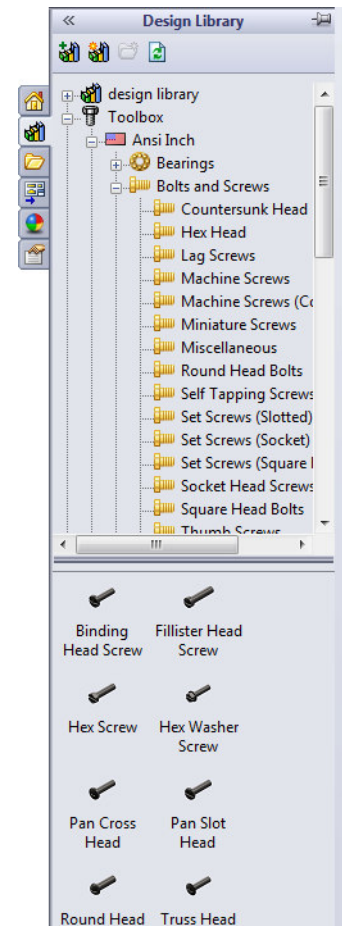 Design Library
design library
Toolbox
Ansi Inch
Bearings
Bolts and Screws
Countersunk Head
Hex Head
Lag Screws
Machine Screws
Machine Screws (Co
Miniature Screws
Miscellaneous
Round Head Bolts
Self Tapping Screws
Set Screws (Slotted)
Set Screws (Socket)
Set Screws (Square
Socket Head Screws
Square Head Bolts
Thumb Screws
Binding Fillister Head
Head Screw Screw
Hex Screw Hex Washer
Screw
Pan Cross Pan Slot
Head Head
Round Head Truss Head